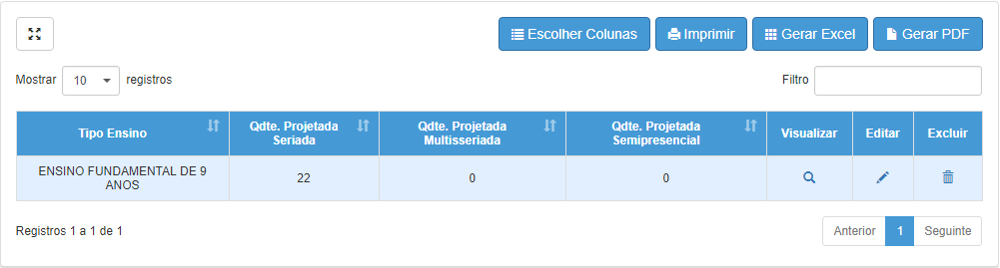 Escolher Colunas Imprimir Gerar Excel Gerar PDF
Mostrar 10 registros Filtro
Tipo Ensino Qdte. Projetada Seriada Qdte. Projetada Multisseriada Qdte. Projetada Semipresencial Visualizar Editar Excluir
ENSINO FUNDAMENTAL DE 9 ANOS 22 0 0
Registros 1 a 1 de 1 Anterior 1 Seguinte